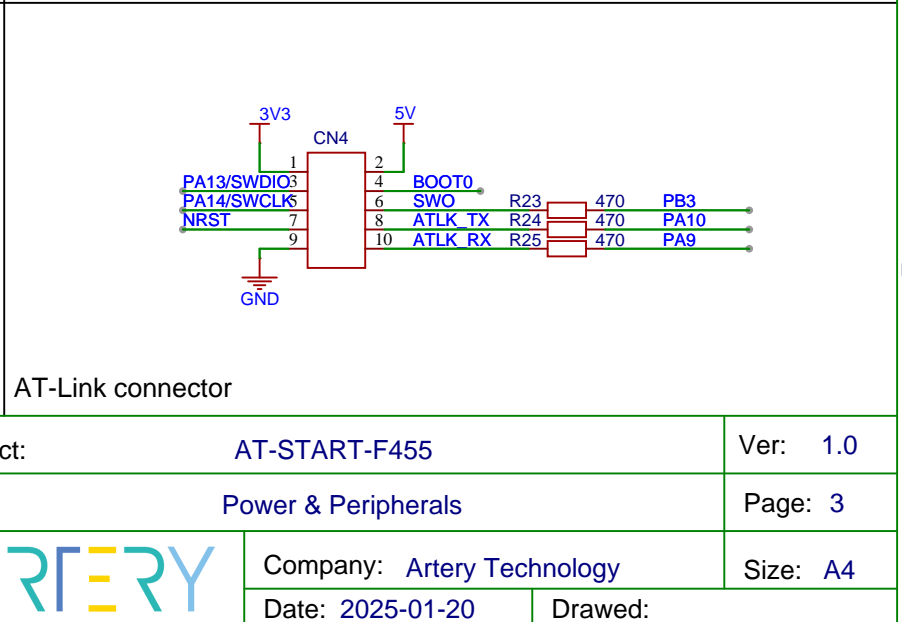 3V3 5V
CN4
1 2
PA13/SWDIO 3 4 BOOT0
PA14/SWCLK 5 6 SWO R23 470 PB3
NRST 7 8 ATLK_TX R24 470 PA10
9 10 ATLK_RX R25 470 PA9
GND
AT-Link connector
ct: AT-START-F455 Ver: 1.0
Power & Peripherals Page: 3
RTERY Company: Artery Technology Size: A4
Date: 2025-01-20 Drawed: